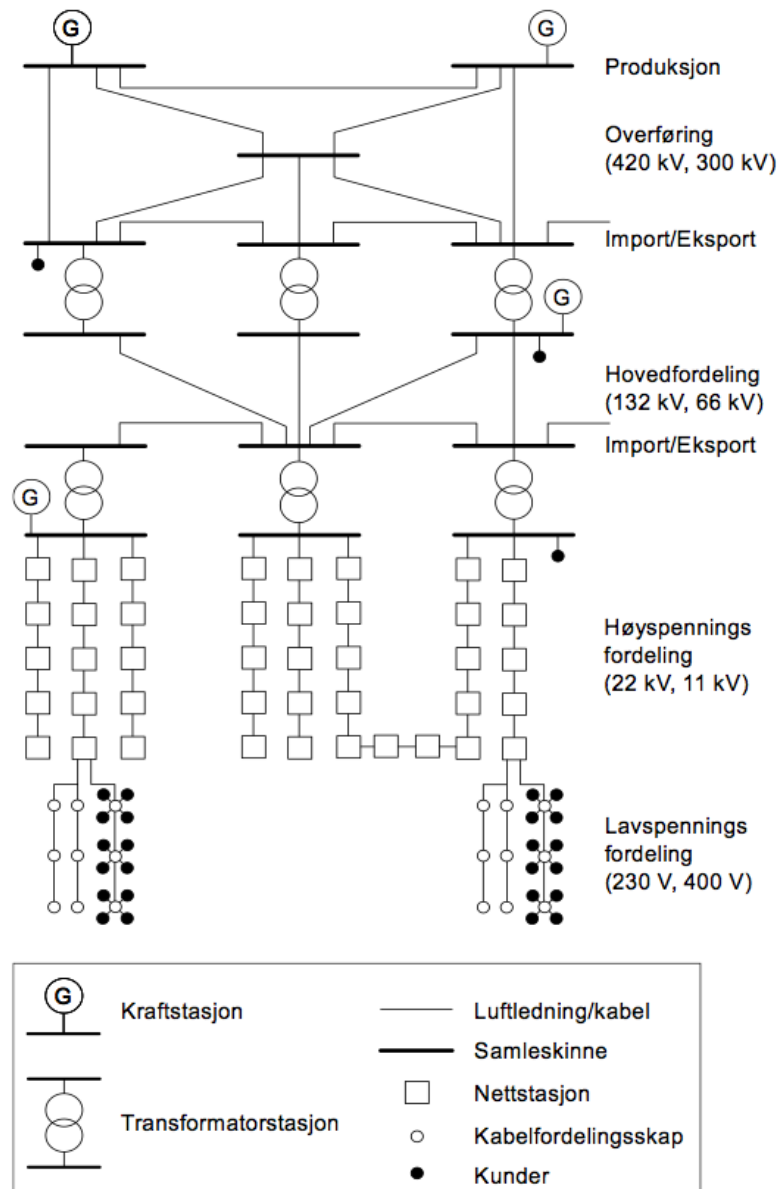 G
G
Produksjon
Overføring
(420 kV, 300 kV)
Import/Eksport
G
Hovedfordeling
(132 kV, 66 kV)
Import/Eksport
G
Høyspennings
fordeling
(22 kV, 11 kV)
Lavspennings
fordeling
(230 V, 400 V)
G
Kraftstasjon
Transformatorstasjon
Luftledning/kabel
Samleskinne
Nettstasjon
Kabelfordelingsskap
Kunder